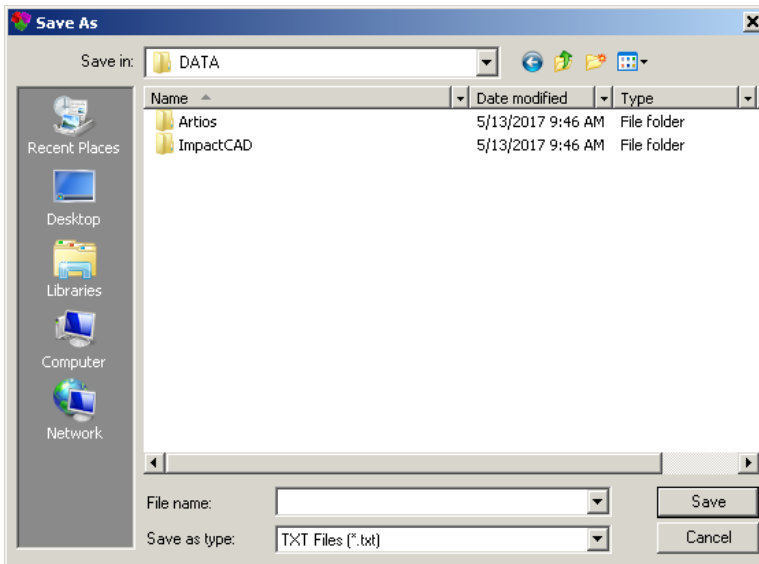 Save As
Save in: DATA
Name Date modified Type
Artios 5/13/2017 9:46 AM File folder
ImpactCAD 5/13/2017 9:46 AM File folder
Recent Places
Desktop
Libraries
Computer
Network
File name: Save
Save as type: TXT Files (*.txt) Cancel